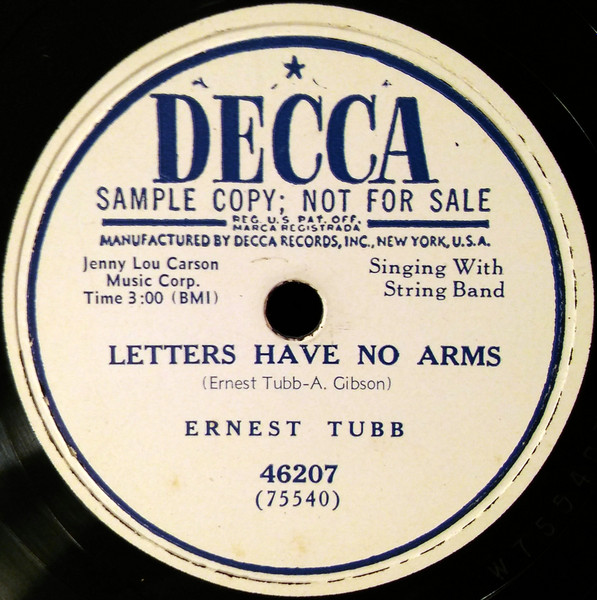 DECCA
SAMPLE COPY; NOT FOR SALE
REG. U.S. PAT. OFF.
MARCA REGISTRADA
MANUFACTURED BY DECCA RECORDS, INC., NEW YORK, U.S.A.
Jenny Lou Carson
Music Corp.
Time 3:00 (BMI)
Singing With
String Band
LETTERS HAVE NO ARMS
(Ernest Tubb-A. Gibson)
ERNEST TUBB
46207
(75540)